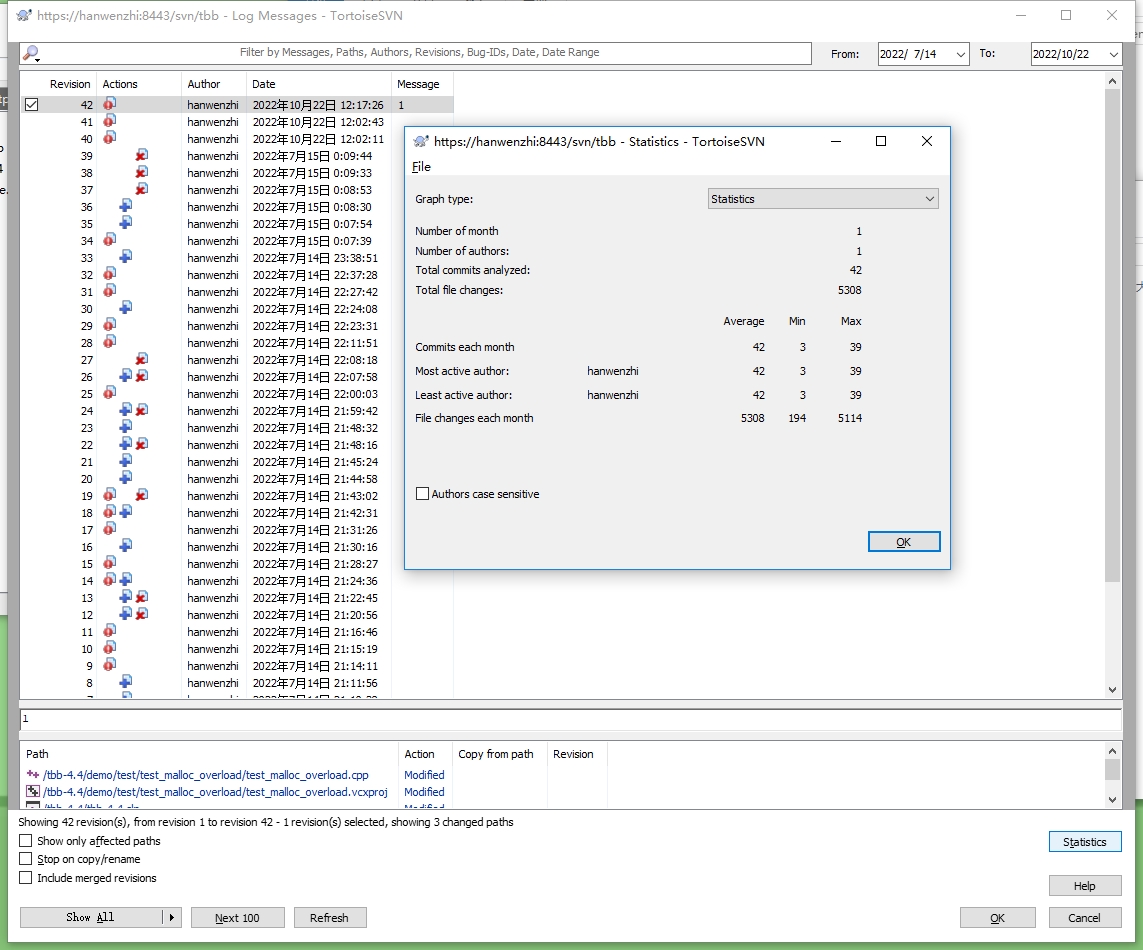 https://hanwenzhi:8443/svn/tbb - Log Messages - TortoiseSVN
Filter by Messages, Paths, Authors, Revisions, Bug-IDs, Date, Date Range
From: 2022/ 7/14 To: 2022/10/22
Revision Actions Author Date Message
42 hanwenzhi 2022年10月22日 12:17:26 1
41 hanwenzhi 2022年10月22日 12:02:43
40 hanwenzhi 2022年10月22日 12:02:11
39 hanwenzhi 2022年7月15日 0:09:44
38 hanwenzhi 2022年7月15日 0:09:33
37 hanwenzhi 2022年7月15日 0:08:53
36 hanwenzhi 2022年7月15日 0:08:30
35 hanwenzhi 2022年7月15日 0:07:54
34 hanwenzhi 2022年7月15日 0:07:39
33 hanwenzhi 2022年7月14日 23:38:51
32 hanwenzhi 2022年7月14日 22:37:28
31 hanwenzhi 2022年7月14日 22:27:42
30 hanwenzhi 2022年7月14日 22:24:08
29 hanwenzhi 2022年7月14日 22:23:31
28 hanwenzhi 2022年7月14日 22:11:51
27 hanwenzhi 2022年7月14日 22:08:18
26 hanwenzhi 2022年7月14日 22:07:58
25 hanwenzhi 2022年7月14日 22:00:03
24 hanwenzhi 2022年7月14日 21:59:42
23 hanwenzhi 2022年7月14日 21:48:32
22 hanwenzhi 2022年7月14日 21:48:16
21 hanwenzhi 2022年7月14日 21:45:24
20 hanwenzhi 2022年7月14日 21:44:58
19 hanwenzhi 2022年7月14日 21:43:02
18 hanwenzhi 2022年7月14日 21:42:31
17 hanwenzhi 2022年7月14日 21:31:26
16 hanwenzhi 2022年7月14日 21:30:16
15 hanwenzhi 2022年7月14日 21:28:27
14 hanwenzhi 2022年7月14日 21:24:36
13 hanwenzhi 2022年7月14日 21:22:45
12 hanwenzhi 2022年7月14日 21:20:56
11 hanwenzhi 2022年7月14日 21:16:46
10 hanwenzhi 2022年7月14日 21:15:19
9 hanwenzhi 2022年7月14日 21:14:11
8 hanwenzhi 2022年7月14日 21:11:56
https://hanwenzhi:8443/svn/tbb - Statistics - TortoiseSVN
File
Graph type: Statistics
Number of month 1
Number of authors: 1
Total commits analyzed: 42
Total file changes: 5308
Average Min Max
Commits each month 42 3 39
Most active author: hanwenzhi 42 3 39
Least active author: hanwenzhi 42 3 39
File changes each month 5308 194 5114
Authors case sensitive
OK
1
Path Action Copy from path Revision
/tbb-4.4/demo/test/test_malloc_overload/test_malloc_overload.cpp Modified
/tbb-4.4/demo/test/test_malloc_overload/test_malloc_overload.vcxproj Modified
Showing 42 revision(s), from revision 1 to revision 42 - 1 revision(s) selected, showing 3 changed paths
Show only affected paths
Stop on copy/rename
Include merged revisions
Statistics
Help
Show All Next 100 Refresh OK Cancel